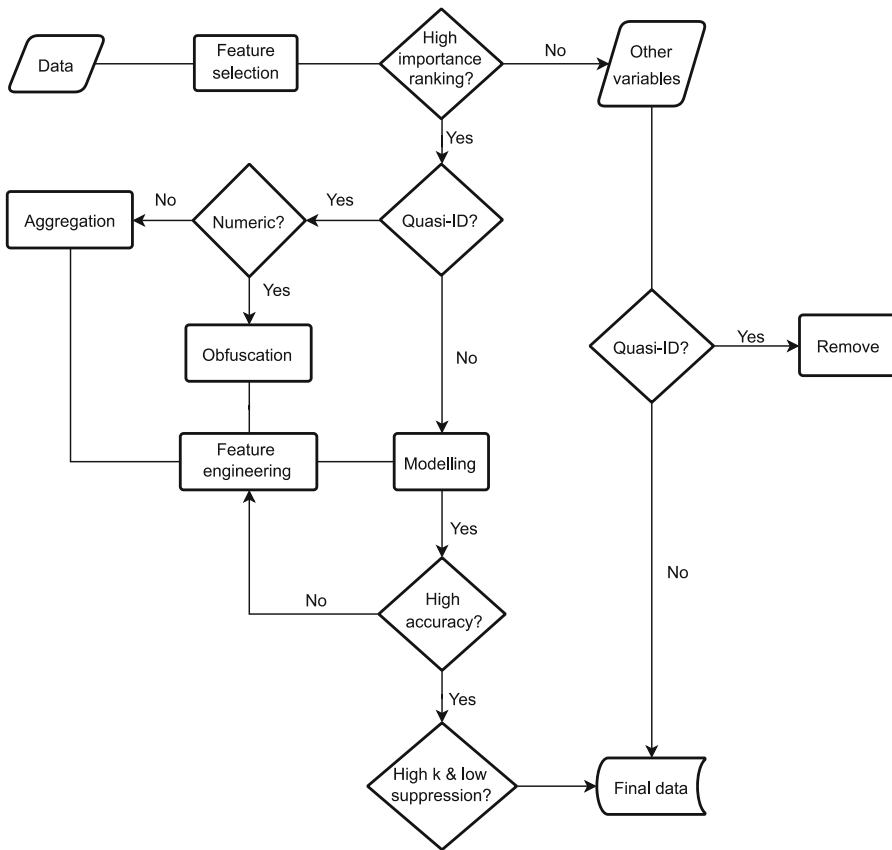 Data
Feature
selection
High
importance
ranking?
No
Other
variables
Yes
Aggregation
No
Numeric?
Yes
Quasi-ID?
Yes
Obfuscation
No
Quasi-ID?
Yes
Remove
Feature
engineering
Modelling
Yes
No
No
High
accuracy?
Yes
High k & low
suppression?
Final data